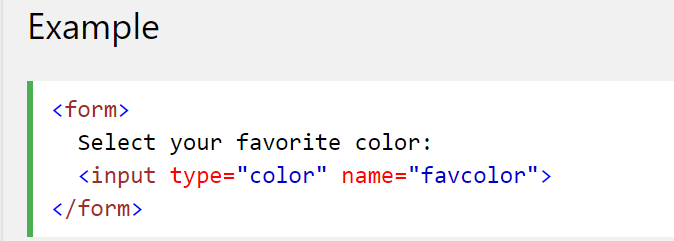 Example
<form>
Select your favorite color:
<input type="color" name="favcolor">
</form>